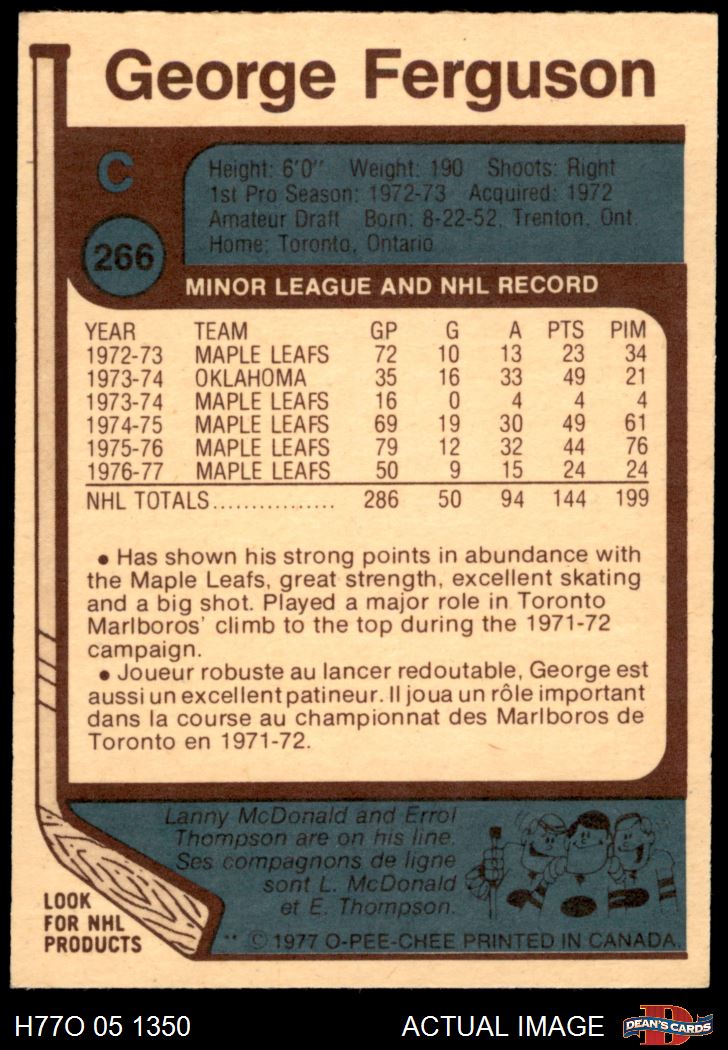 George Ferguson
C
266
Height: 6'0" Weight: 190 Shoots: Right
1st Pro Season: 1972-73 Acquired: 1972
Amateur Draft Born: 8-22-52, Trenton, Ont.
Home: Toronto, Ontario
MINOR LEAGUE AND NHL RECORD
YEAR TEAM GP G A PTS PIM
1972-73 MAPLE LEAFS 72 10 13 23 34
1973-74 OKLAHOMA 35 16 33 49 21
1973-74 MAPLE LEAFS 16 0 4 4 4
1974-75 MAPLE LEAFS 69 19 30 49 61
1975-76 MAPLE LEAFS 79 12 32 44 76
1976-77 MAPLE LEAFS 50 9 15 24 24
NHL TOTALS................ 286 50 94 144 199
• Has shown his strong points in abundance with
the Maple Leafs, great strength, excellent skating
and a big shot. Played a major role in Toronto
Marlboros' climb to the top during the 1971-72
campaign.
• Joueur robuste au lancer redoutable, George est
aussi un excellent patineur. Il joua un rôle important
dans la course au championnat des Marlboros de
Toronto en 1971-72.
Lanny McDonald and Errol
Thompson are on his line.
Ses compagnons de ligne
sont L. McDonald
et E. Thompson.
LOOK
FOR NHL
PRODUCTS
** © 1977 O-PEE-CHEE PRINTED IN CANADA.
H77O 05 1350
ACTUAL IMAGE
D
DEAN'S CARDS